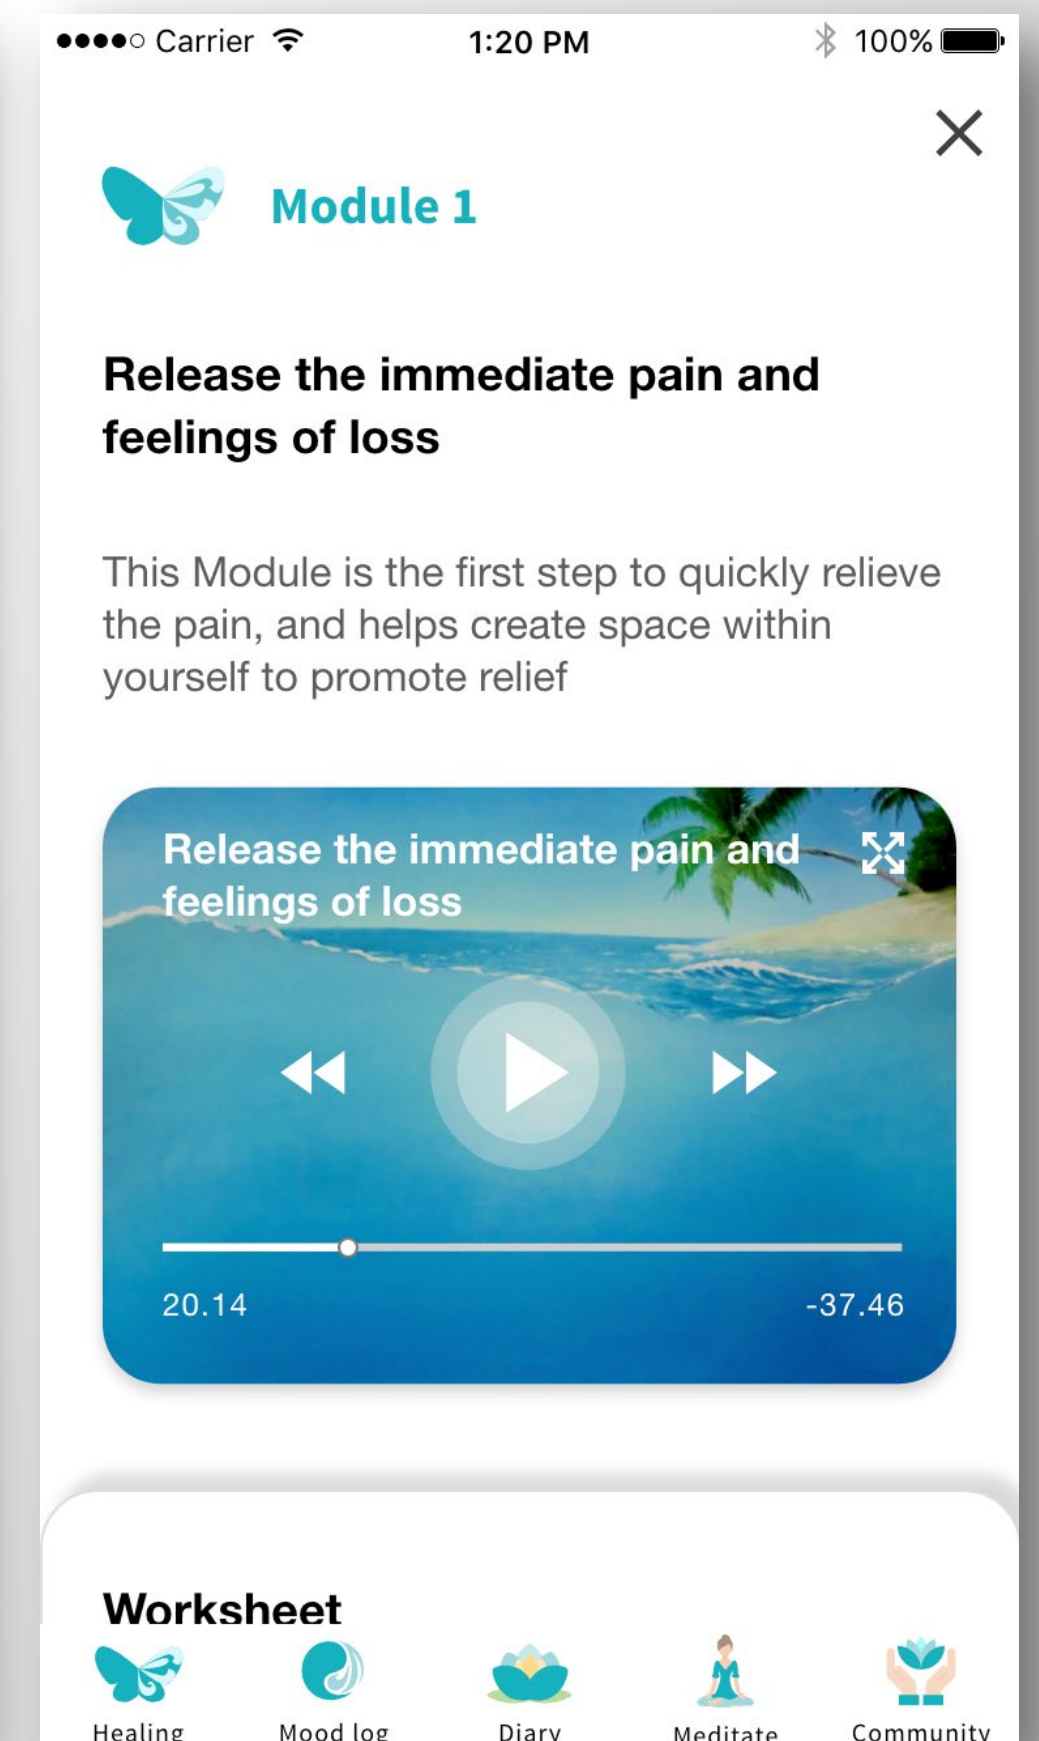 Carrier 1:20 PM 100%
Module 1
Release the immediate pain and
feelings of loss
This Module is the first step to quickly relieve
the pain, and helps create space within
yourself to promote relief
Release the immediate pain and
feelings of loss
20.14 -37.46
Worksheet
Healing Mood log Diary Meditate Community